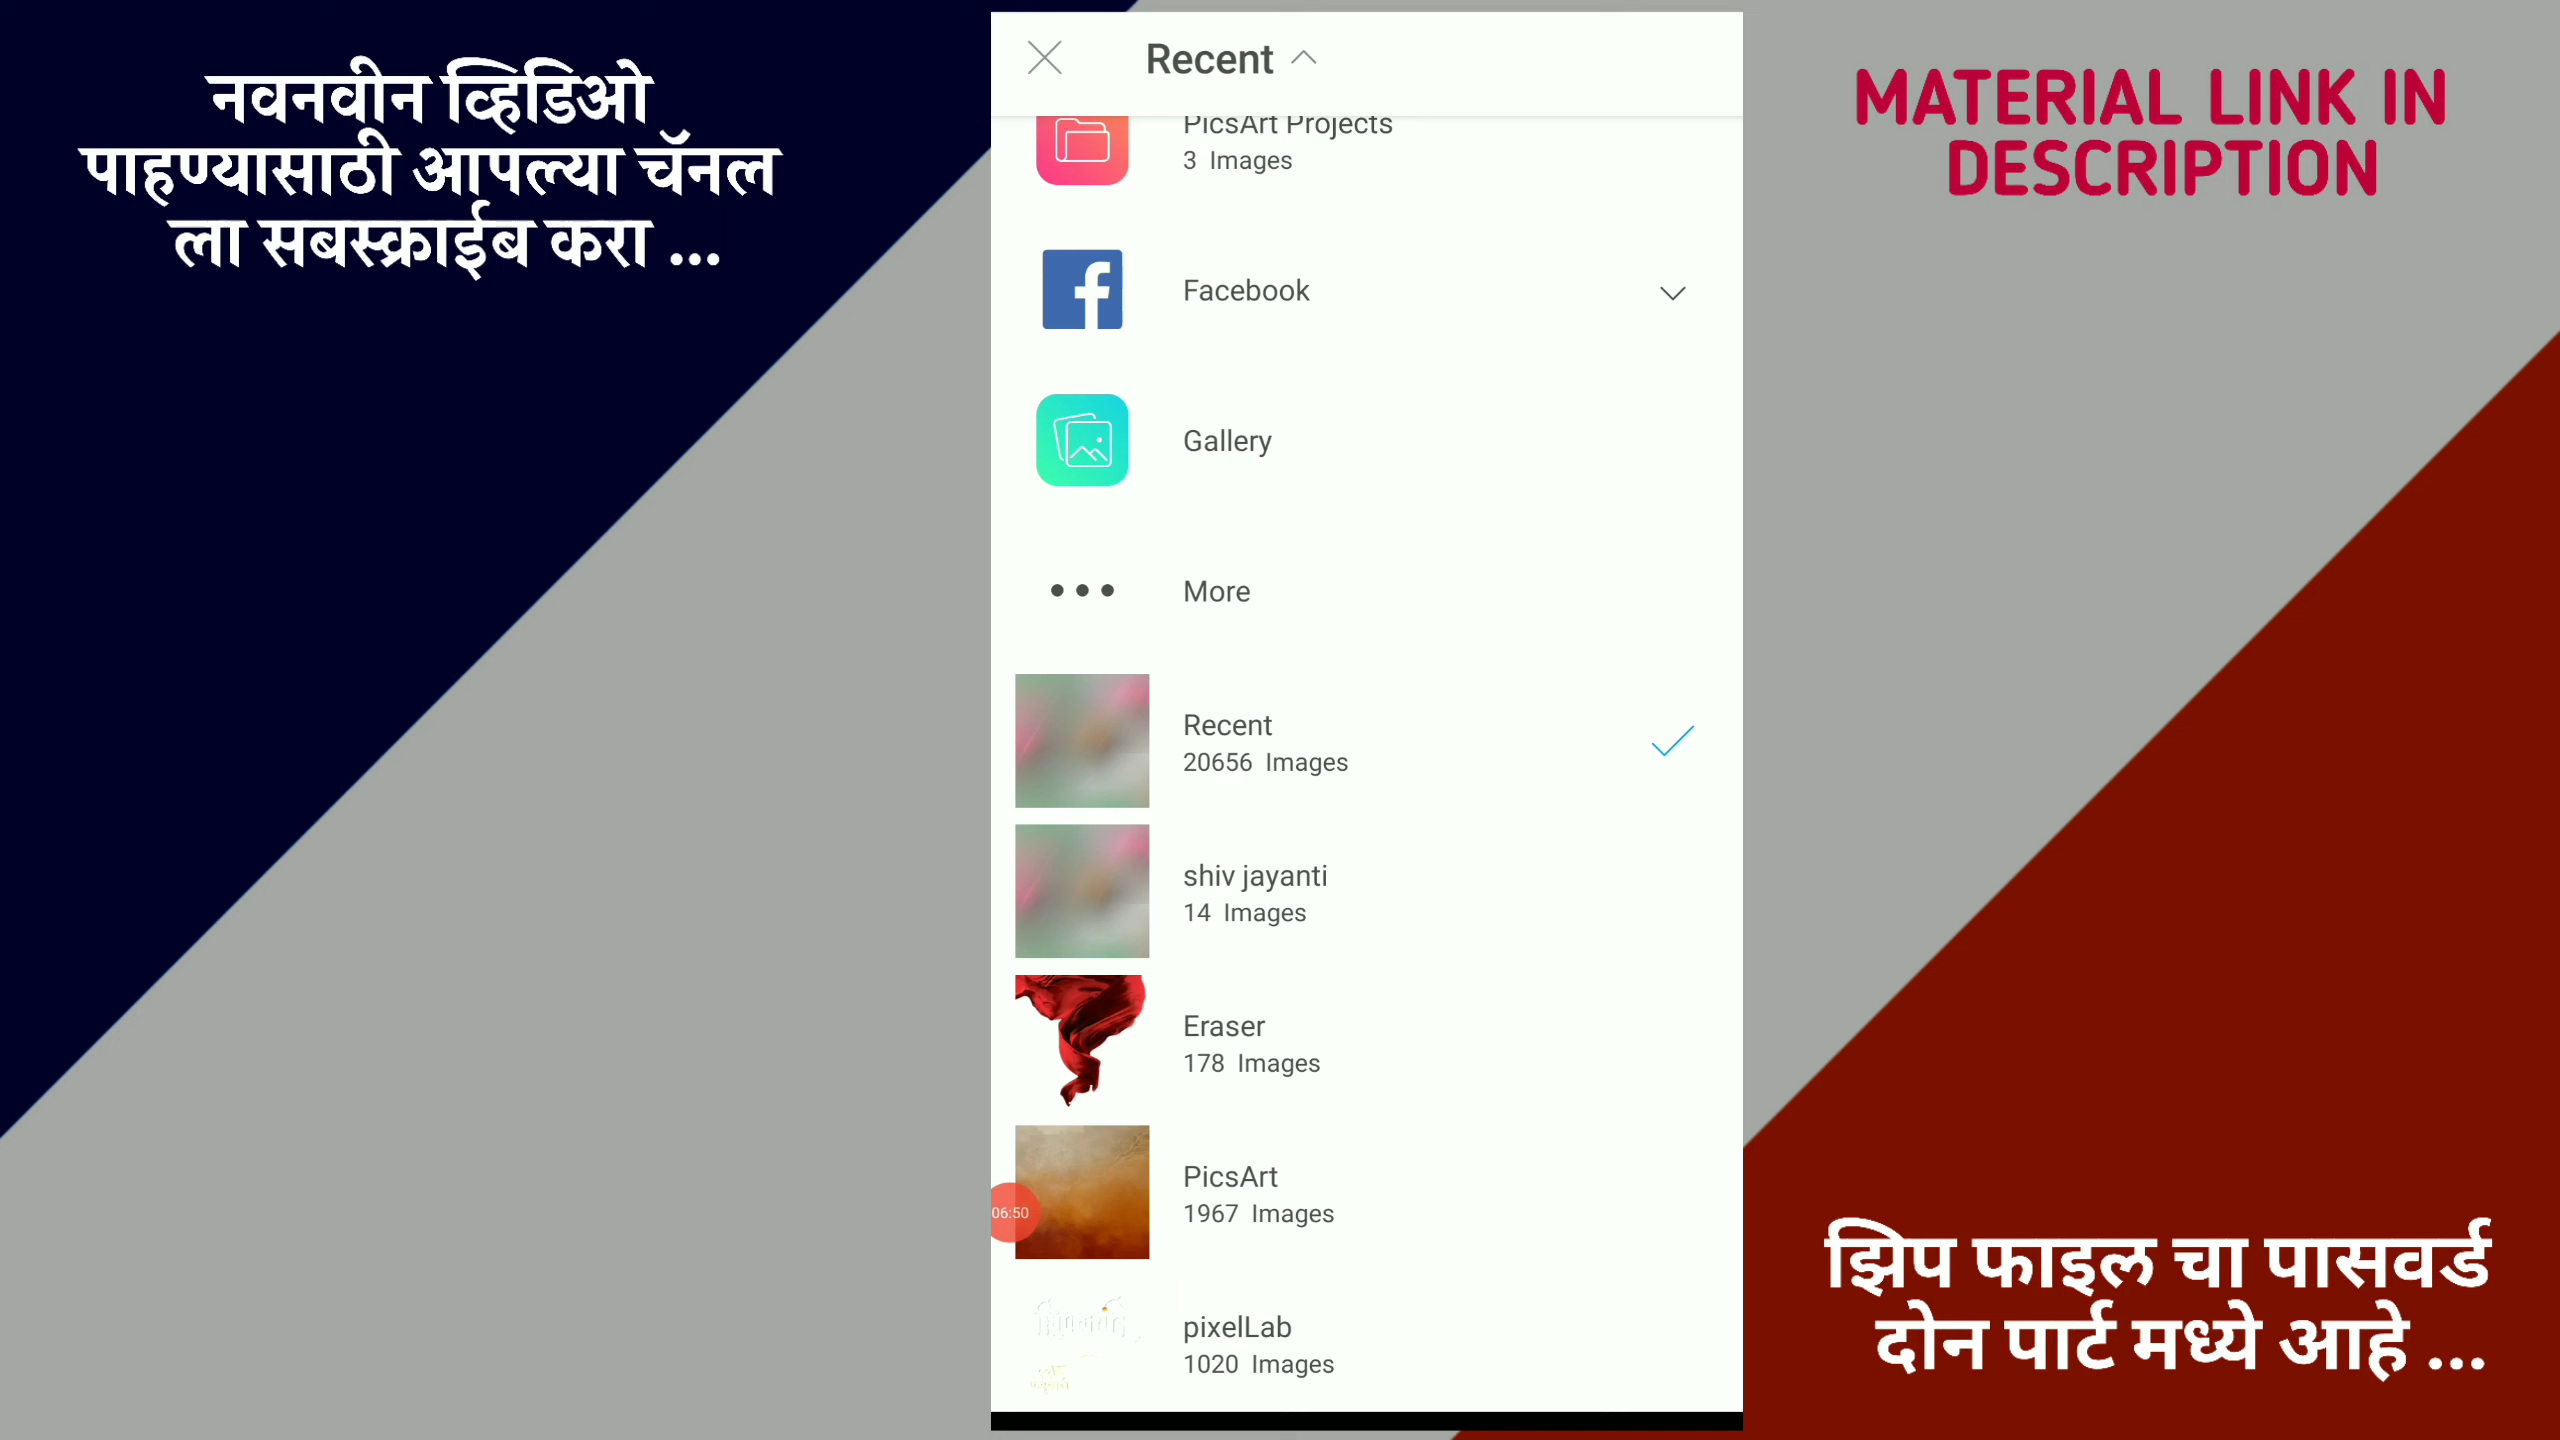 नवनवीन व्हिडिओ
पाहण्यासाठी आपल्या चॅनल
ला सबस्क्राईब करा ...
Recent
PicsArt Projects
3 Images
Facebook
Gallery
More
Recent
20656 Images
shiv jayanti
14 Images
Eraser
178 Images
PicsArt
1967 Images
06:50
pixelLab
1020 Images
MATERIAL LINK IN
DESCRIPTION
झिप फाइल चा पासवर्ड
दोन पार्ट मध्ये आहे ...